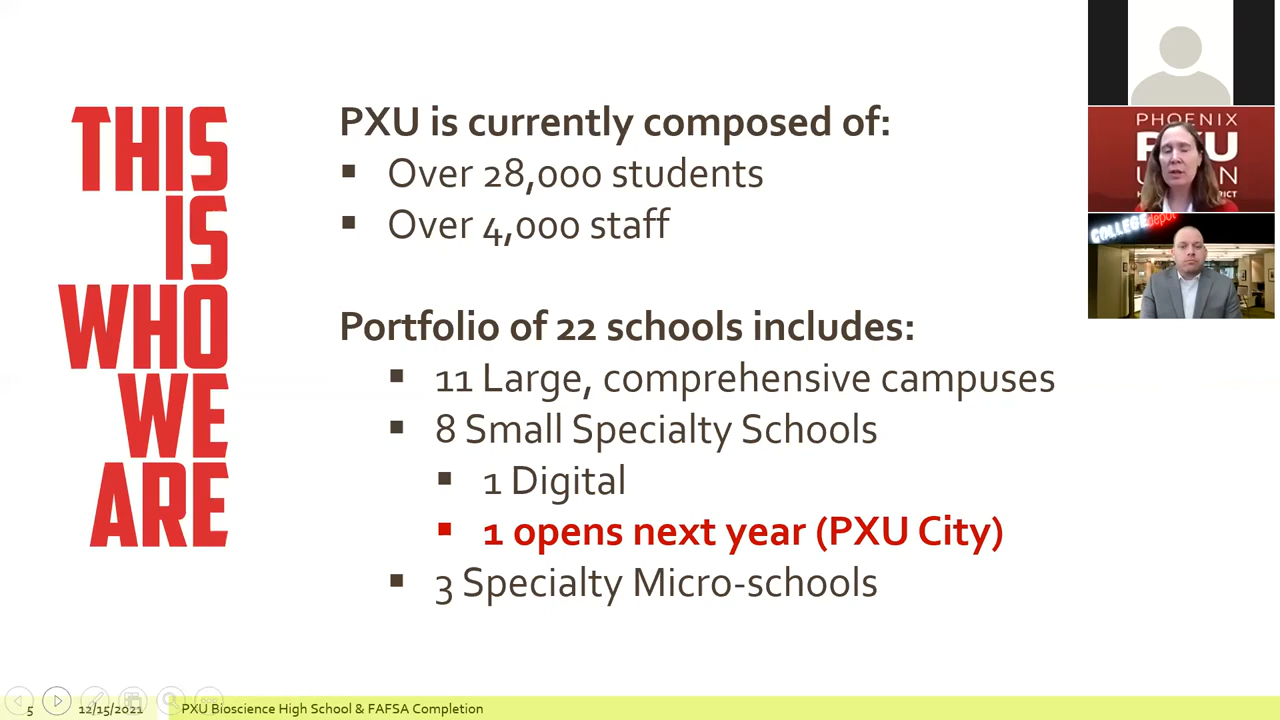 THIS
IS
WHO
WE
ARE
PXU is currently composed of:
▪ Over 28,000 students
▪ Over 4,000 staff
Portfolio of 22 schools includes:
▪ 11 Large, comprehensive campuses
▪ 8 Small Specialty Schools
▪ 1 Digital
▪ 1 opens next year (PXU City)
▪ 3 Specialty Micro-schools
PHOENIX
UNION
COLLEGE depot
5 12/15/2021 PXU Bioscience High School & FAFSA Completion